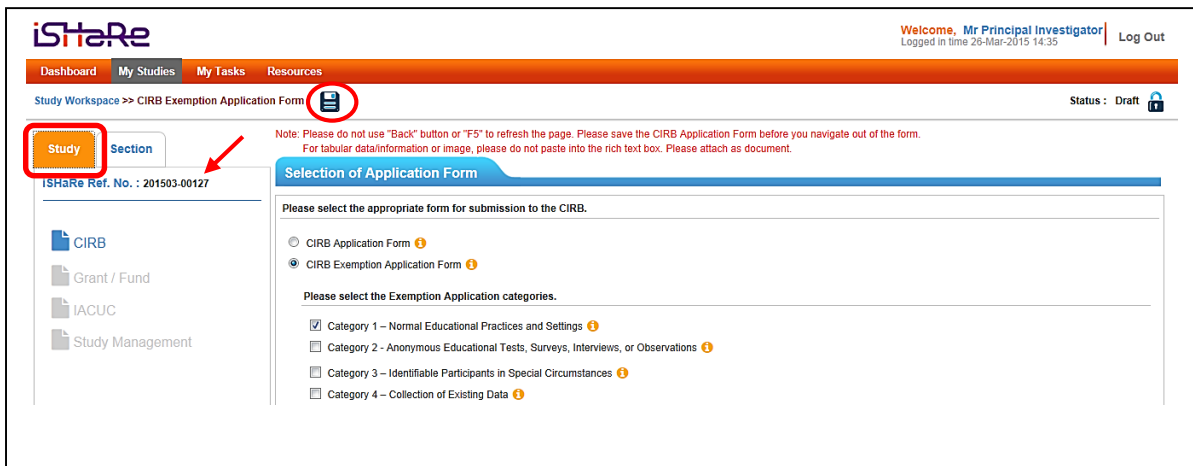 iSHaRe
Welcome, Mr Principal Investigator
Logged in time 26-Mar-2015 14:35
Log Out
Dashboard My Studies My Tasks Resources
Study Workspace >> CIRB Exemption Application Form
Status : Draft
Study Section
Note: Please do not use "Back" button or "F5" to refresh the page. Please save the CIRB Application Form before you navigate out of the form.
For tabular data/information or image, please do not paste into the rich text box. Please attach as document.
iSHaRe Ref. No. : 201503-00127
CIRB
Grant / Fund
IACUC
Study Management
Selection of Application Form
Please select the appropriate form for submission to the CIRB.
CIRB Application Form
CIRB Exemption Application Form
Please select the Exemption Application categories.
Category 1 – Normal Educational Practices and Settings
Category 2 - Anonymous Educational Tests, Surveys, Interviews, or Observations
Category 3 – Identifiable Participants in Special Circumstances
Category 4 – Collection of Existing Data